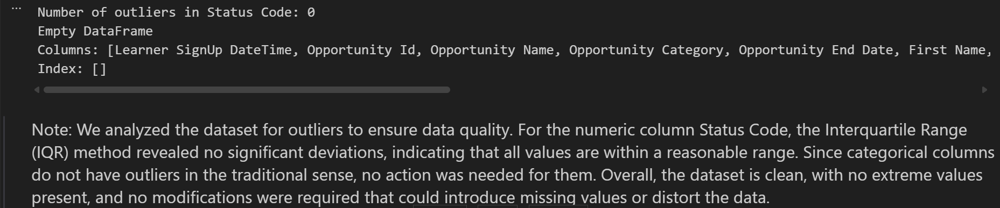 ...
Number of outliers in Status Code: 0
Empty DataFrame
Columns: [Learner SignUp DateTime, Opportunity Id, Opportunity Name, Opportunity Category, Opportunity End Date, First Name,
Index: []
Note: We analyzed the dataset for outliers to ensure data quality. For the numeric column Status Code, the Interquartile Range
(IQR) method revealed no significant deviations, indicating that all values are within a reasonable range. Since categorical columns
do not have outliers in the traditional sense, no action was needed for them. Overall, the dataset is clean, with no extreme values
present, and no modifications were required that could introduce missing values or distort the data.